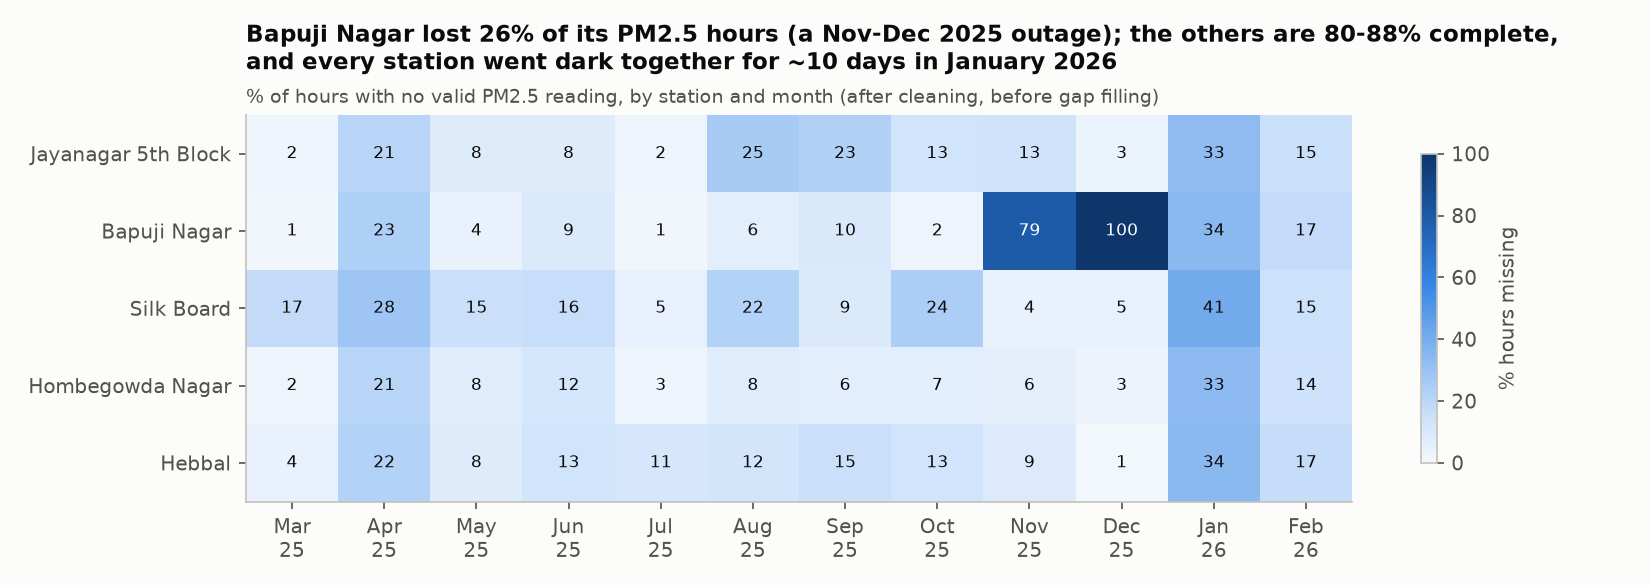 Bapuji Nagar lost 26% of its PM2.5 hours (a Nov-Dec 2025 outage); the others are 80-88% complete,
and every station went dark together for ~10 days in January 2026
% of hours with no valid PM2.5 reading, by station and month (after cleaning, before gap filling)
Jayanagar 5th Block 2 21 8 8 2 25 23 13 13 3 33 15
Bapuji Nagar 1 23 4 9 1 6 10 2 79 100 34 17
Silk Board 17 28 15 16 5 22 9 24 4 5 41 15
Hombegowda Nagar 2 21 8 12 3 8 6 7 6 3 33 14
Hebbal 4 22 8 13 11 12 15 13 9 1 34 17
Mar Apr May Jun Jul Aug Sep Oct Nov Dec Jan Feb
25 25 25 25 25 25 25 25 25 25 26 26
100
80
60
40
20
0
% hours missing